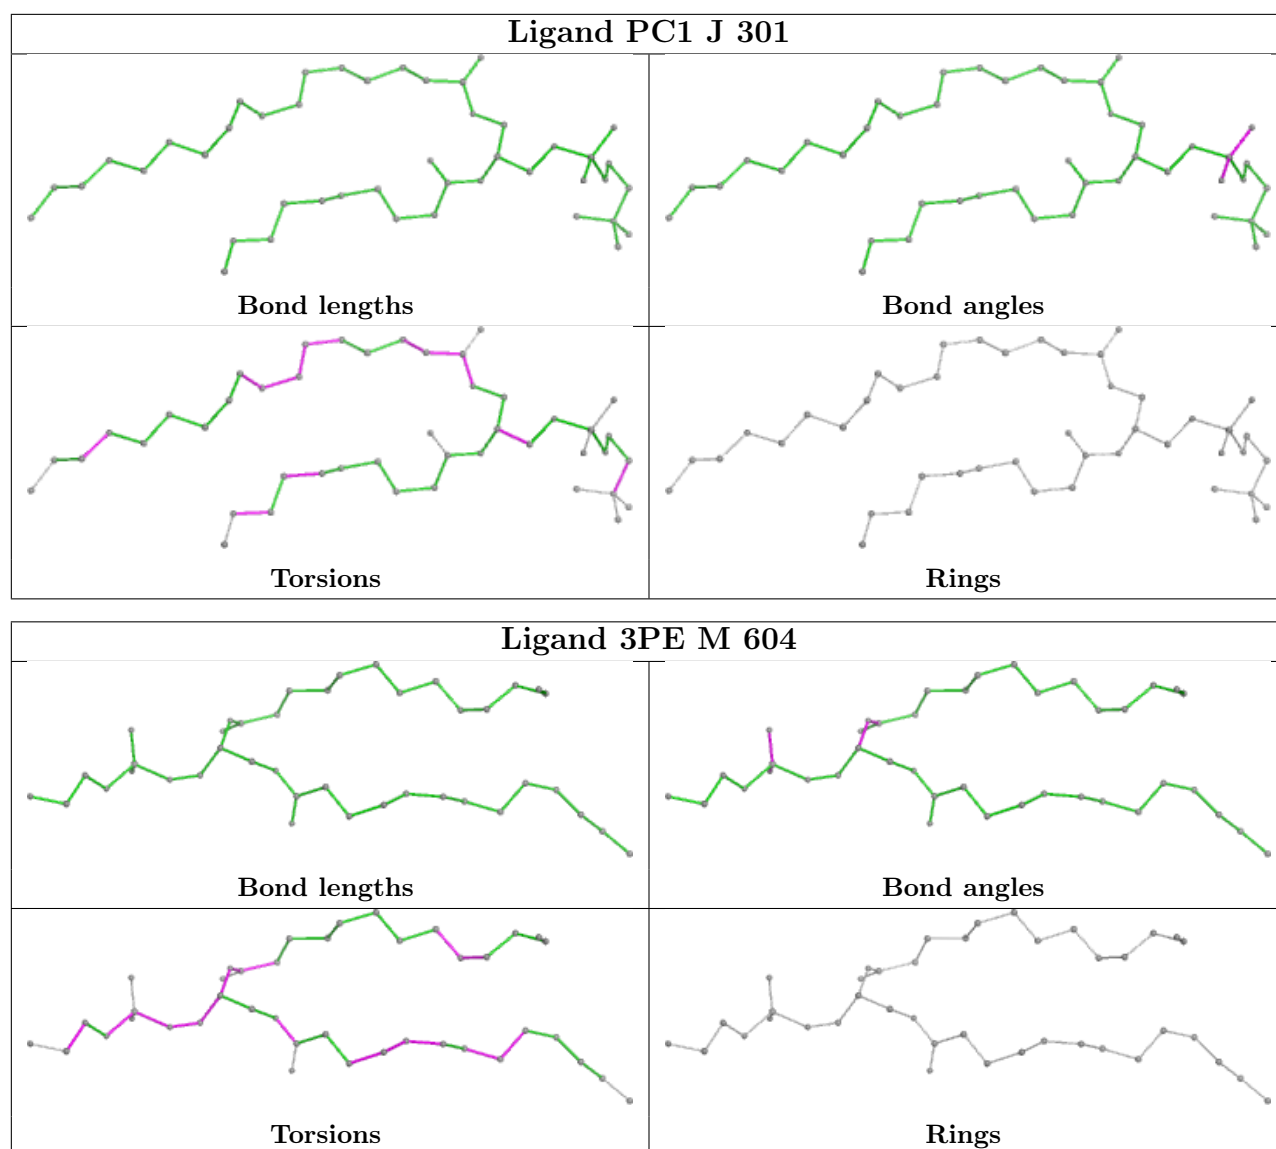 Ligand PC1 J 301
Bond lengths
Bond angles
Torsions
Rings
Ligand 3PE M 604
Bond lengths
Bond angles
Torsions
Rings